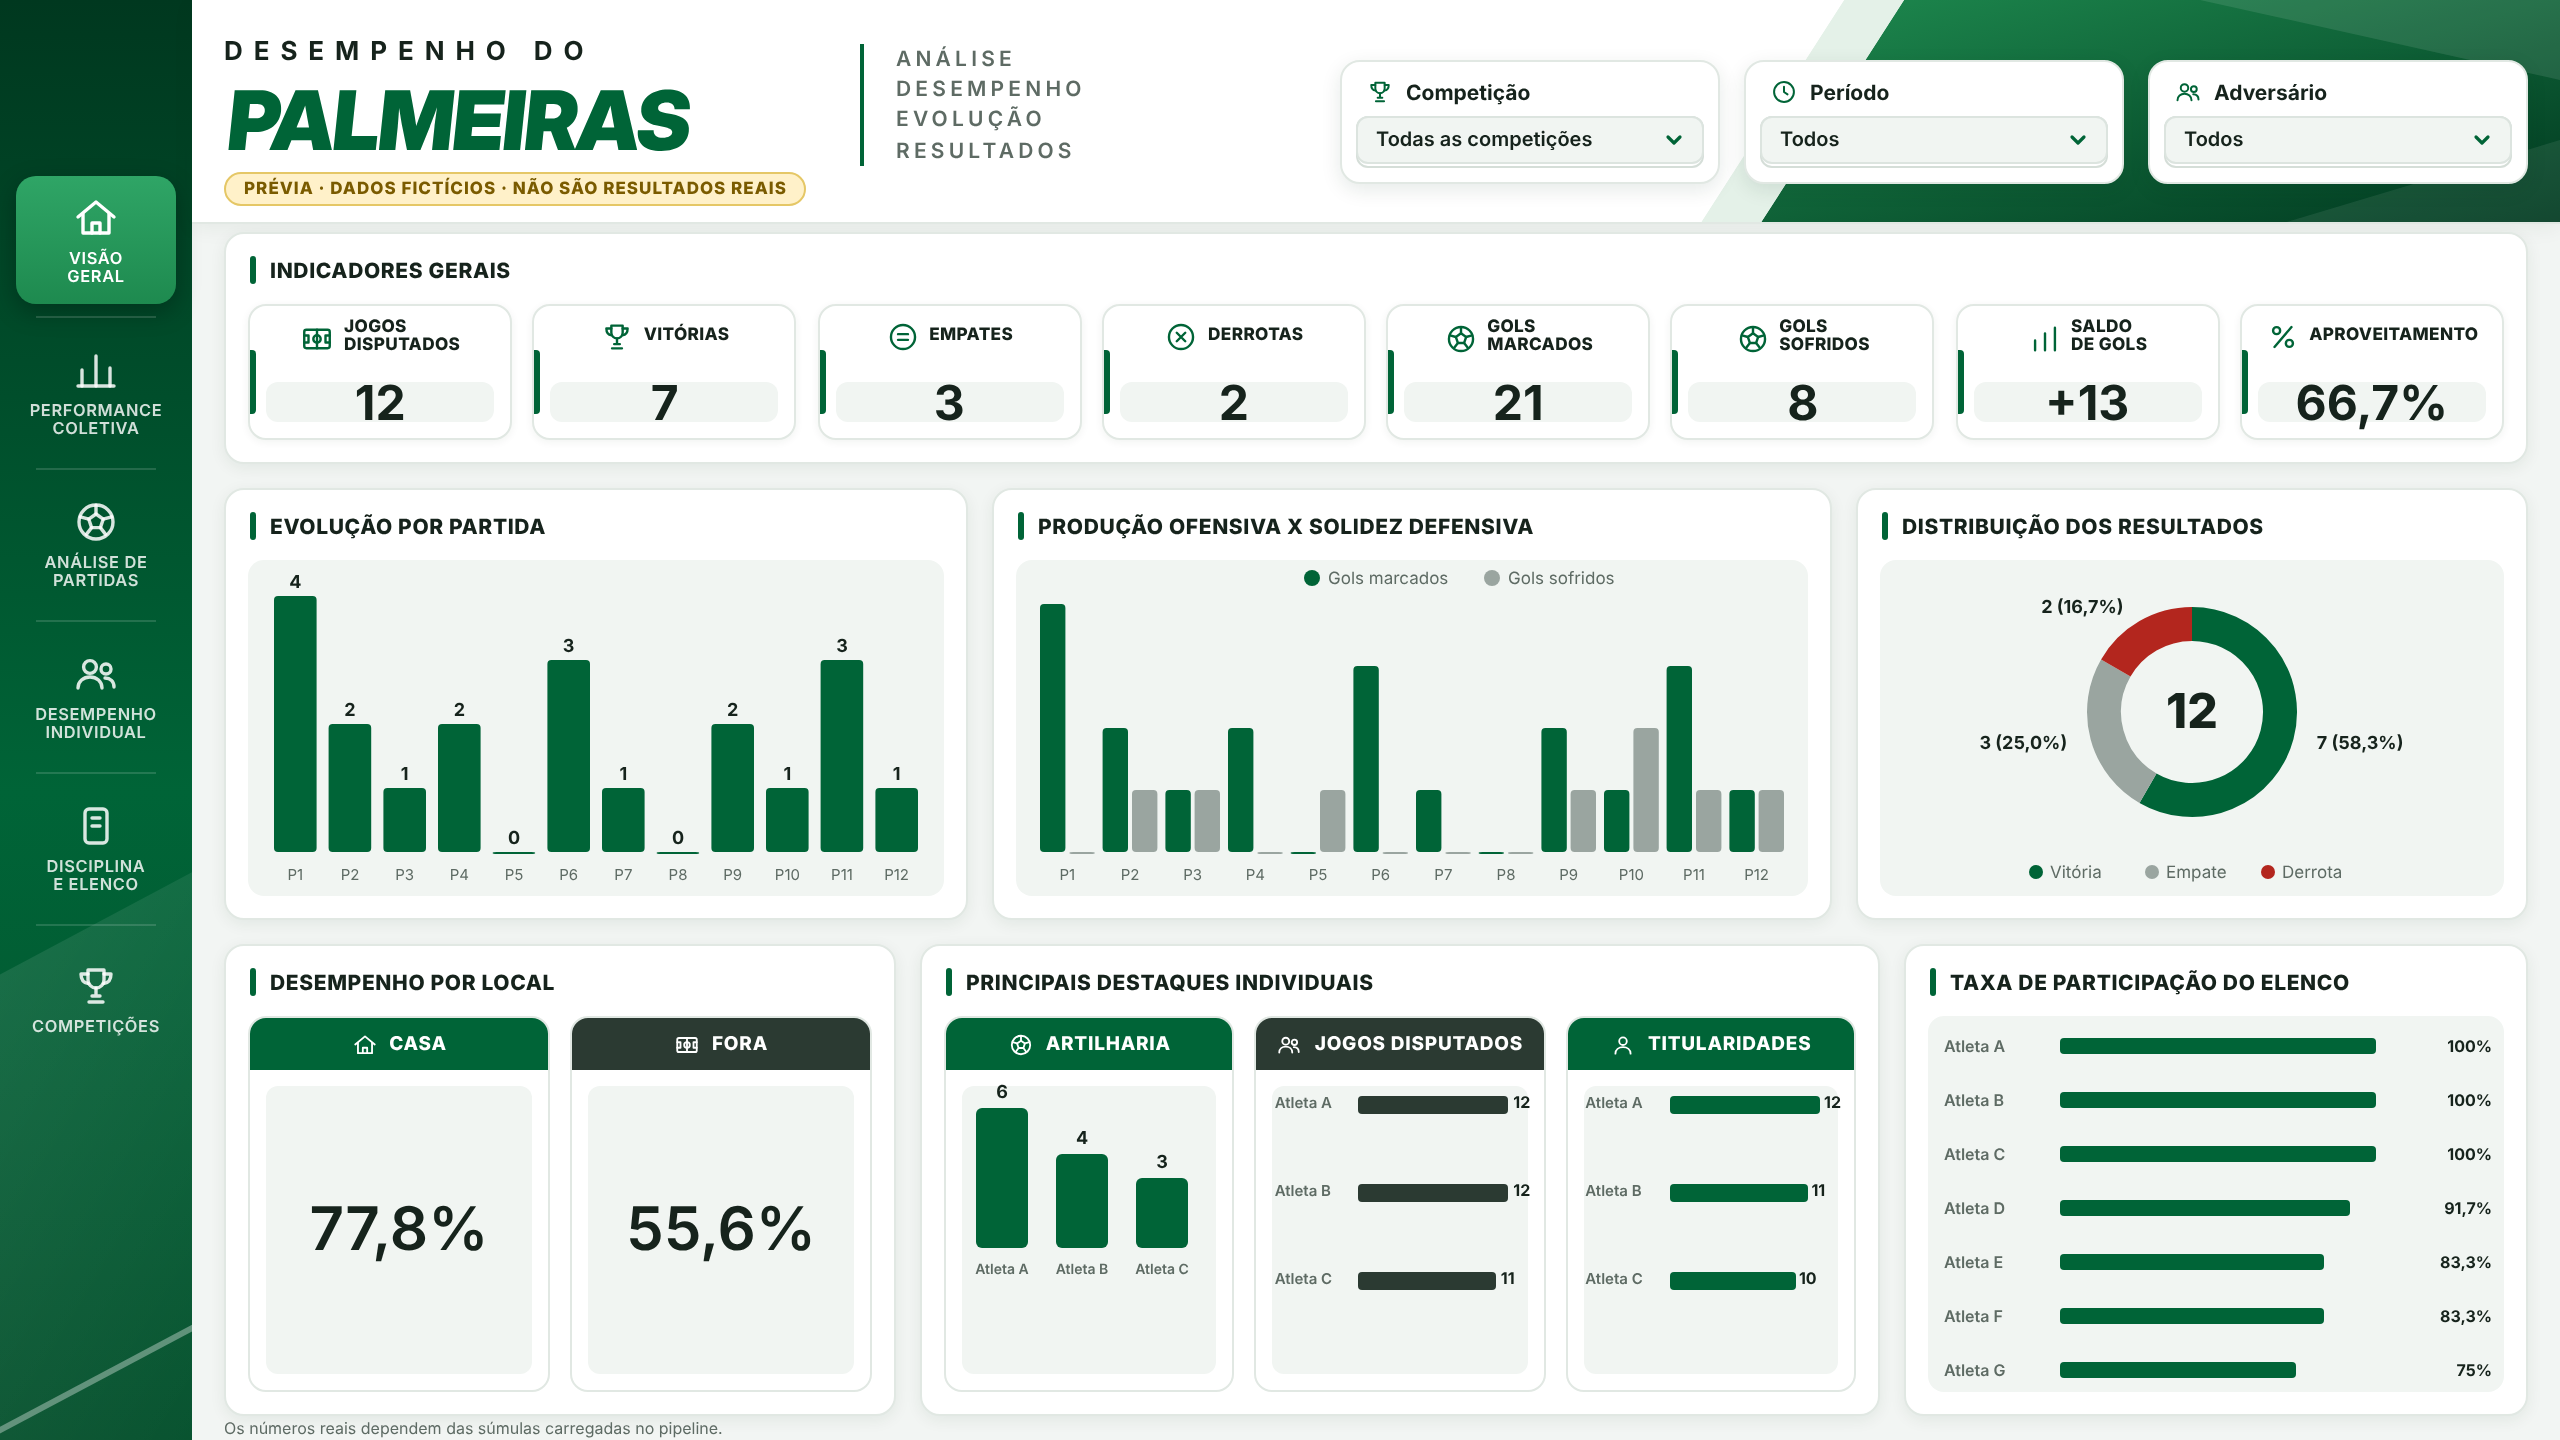 DESEMPENHO DO
PALMEIRAS
PRÉVIA · DADOS FICTÍCIOS · NÃO SÃO RESULTADOS REAIS
ANÁLISE
DESEMPENHO
EVOLUÇÃO
RESULTADOS
Competição
Todas as competições
Período
Todos
Adversário
Todos
VISÃO
GERAL
PERFORMANCE
COLETIVA
ANÁLISE DE
PARTIDAS
DESEMPENHO
INDIVIDUAL
DISCIPLINA
E ELENCO
COMPETIÇÕES
INDICADORES GERAIS
JOGOS
DISPUTADOS
12
VITÓRIAS
7
EMPATES
3
DERROTAS
2
GOLS
MARCADOS
21
GOLS
SOFRIDOS
8
SALDO
DE GOLS
+13
APROVEITAMENTO
66,7%
EVOLUÇÃO POR PARTIDA
4 2 1 2 0 3 1 0 2 1 3 1
P1 P2 P3 P4 P5 P6 P7 P8 P9 P10 P11 P12
PRODUÇÃO OFENSIVA X SOLIDEZ DEFENSIVA
Gols marcados Gols sofridos
P1 P2 P3 P4 P5 P6 P7 P8 P9 P10 P11 P12
DISTRIBUIÇÃO DOS RESULTADOS
2 (16,7%)
12
3 (25,0%)
7 (58,3%)
Vitória Empate Derrota
DESEMPENHO POR LOCAL
CASA
77,8%
FORA
55,6%
PRINCIPAIS DESTAQUES INDIVIDUAIS
ARTILHARIA
6 4 3
Atleta A Atleta B Atleta C
JOGOS DISPUTADOS
Atleta A 12
Atleta B 12
Atleta C 11
TITULARIDADES
Atleta A 12
Atleta B 11
Atleta C 10
TAXA DE PARTICIPAÇÃO DO ELENCO
Atleta A 100%
Atleta B 100%
Atleta C 100%
Atleta D 91,7%
Atleta E 83,3%
Atleta F 83,3%
Atleta G 75%
Os números reais dependem das súmulas carregadas no pipeline.